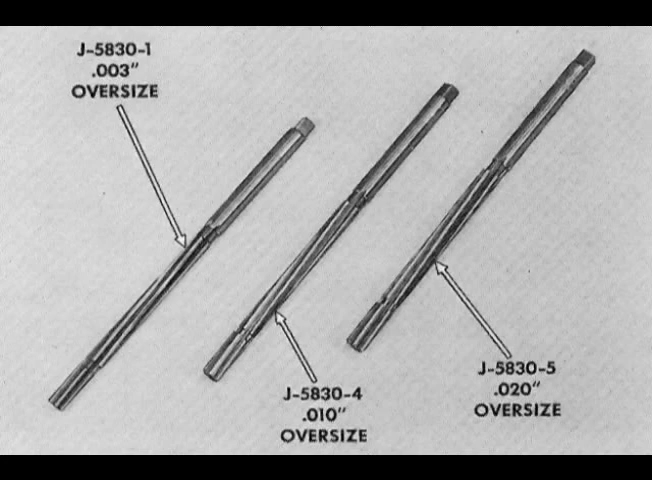 J-5830-1
.003"
OVERSIZE
J-5830-4
.010"
OVERSIZE
J-5830-5
.020"
OVERSIZE